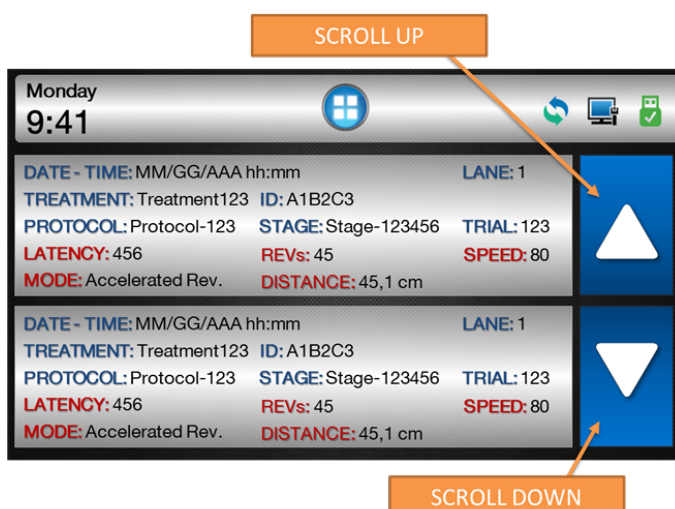 SCROLL UP
Monday
9:41
DATE - TIME: MM/GG/AAA hh:mm LANE: 1
TREATMENT: Treatment123 ID: A1B2C3
PROTOCOL: Protocol-123 STAGE: Stage-123456 TRIAL: 123
LATENCY: 456 REVs: 45 SPEED: 80
MODE: Accelerated Rev. DISTANCE: 45,1 cm
DATE - TIME: MM/GG/AAA hh:mm LANE: 1
TREATMENT: Treatment123 ID: A1B2C3
PROTOCOL: Protocol-123 STAGE: Stage-123456 TRIAL: 123
LATENCY: 456 REVs: 45 SPEED: 80
MODE: Accelerated Rev. DISTANCE: 45,1 cm
SCROLL DOWN